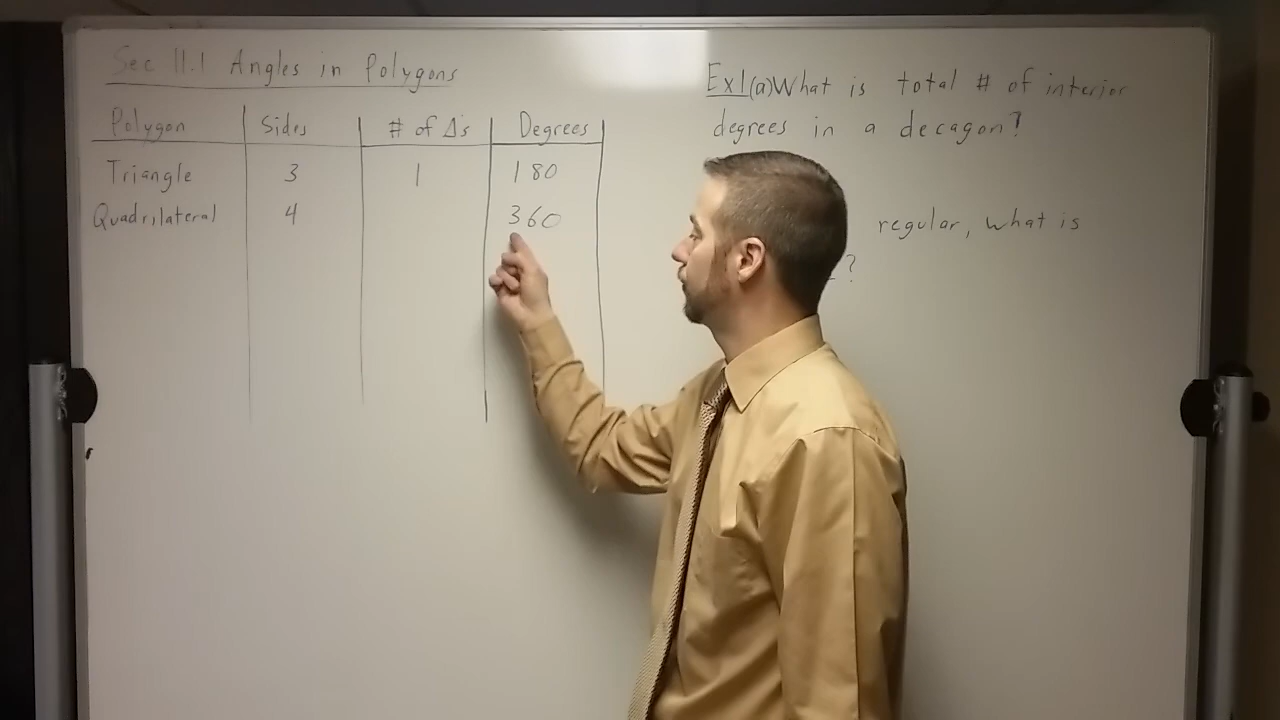 Sec 11.1 Angles in Polygons
Polygon Sides # of Δ's Degrees
Triangle 3 1 180
Quadrilateral 4 360
Ex1(a)What is total # of interior
degrees in a decagon?
regular, what is
?